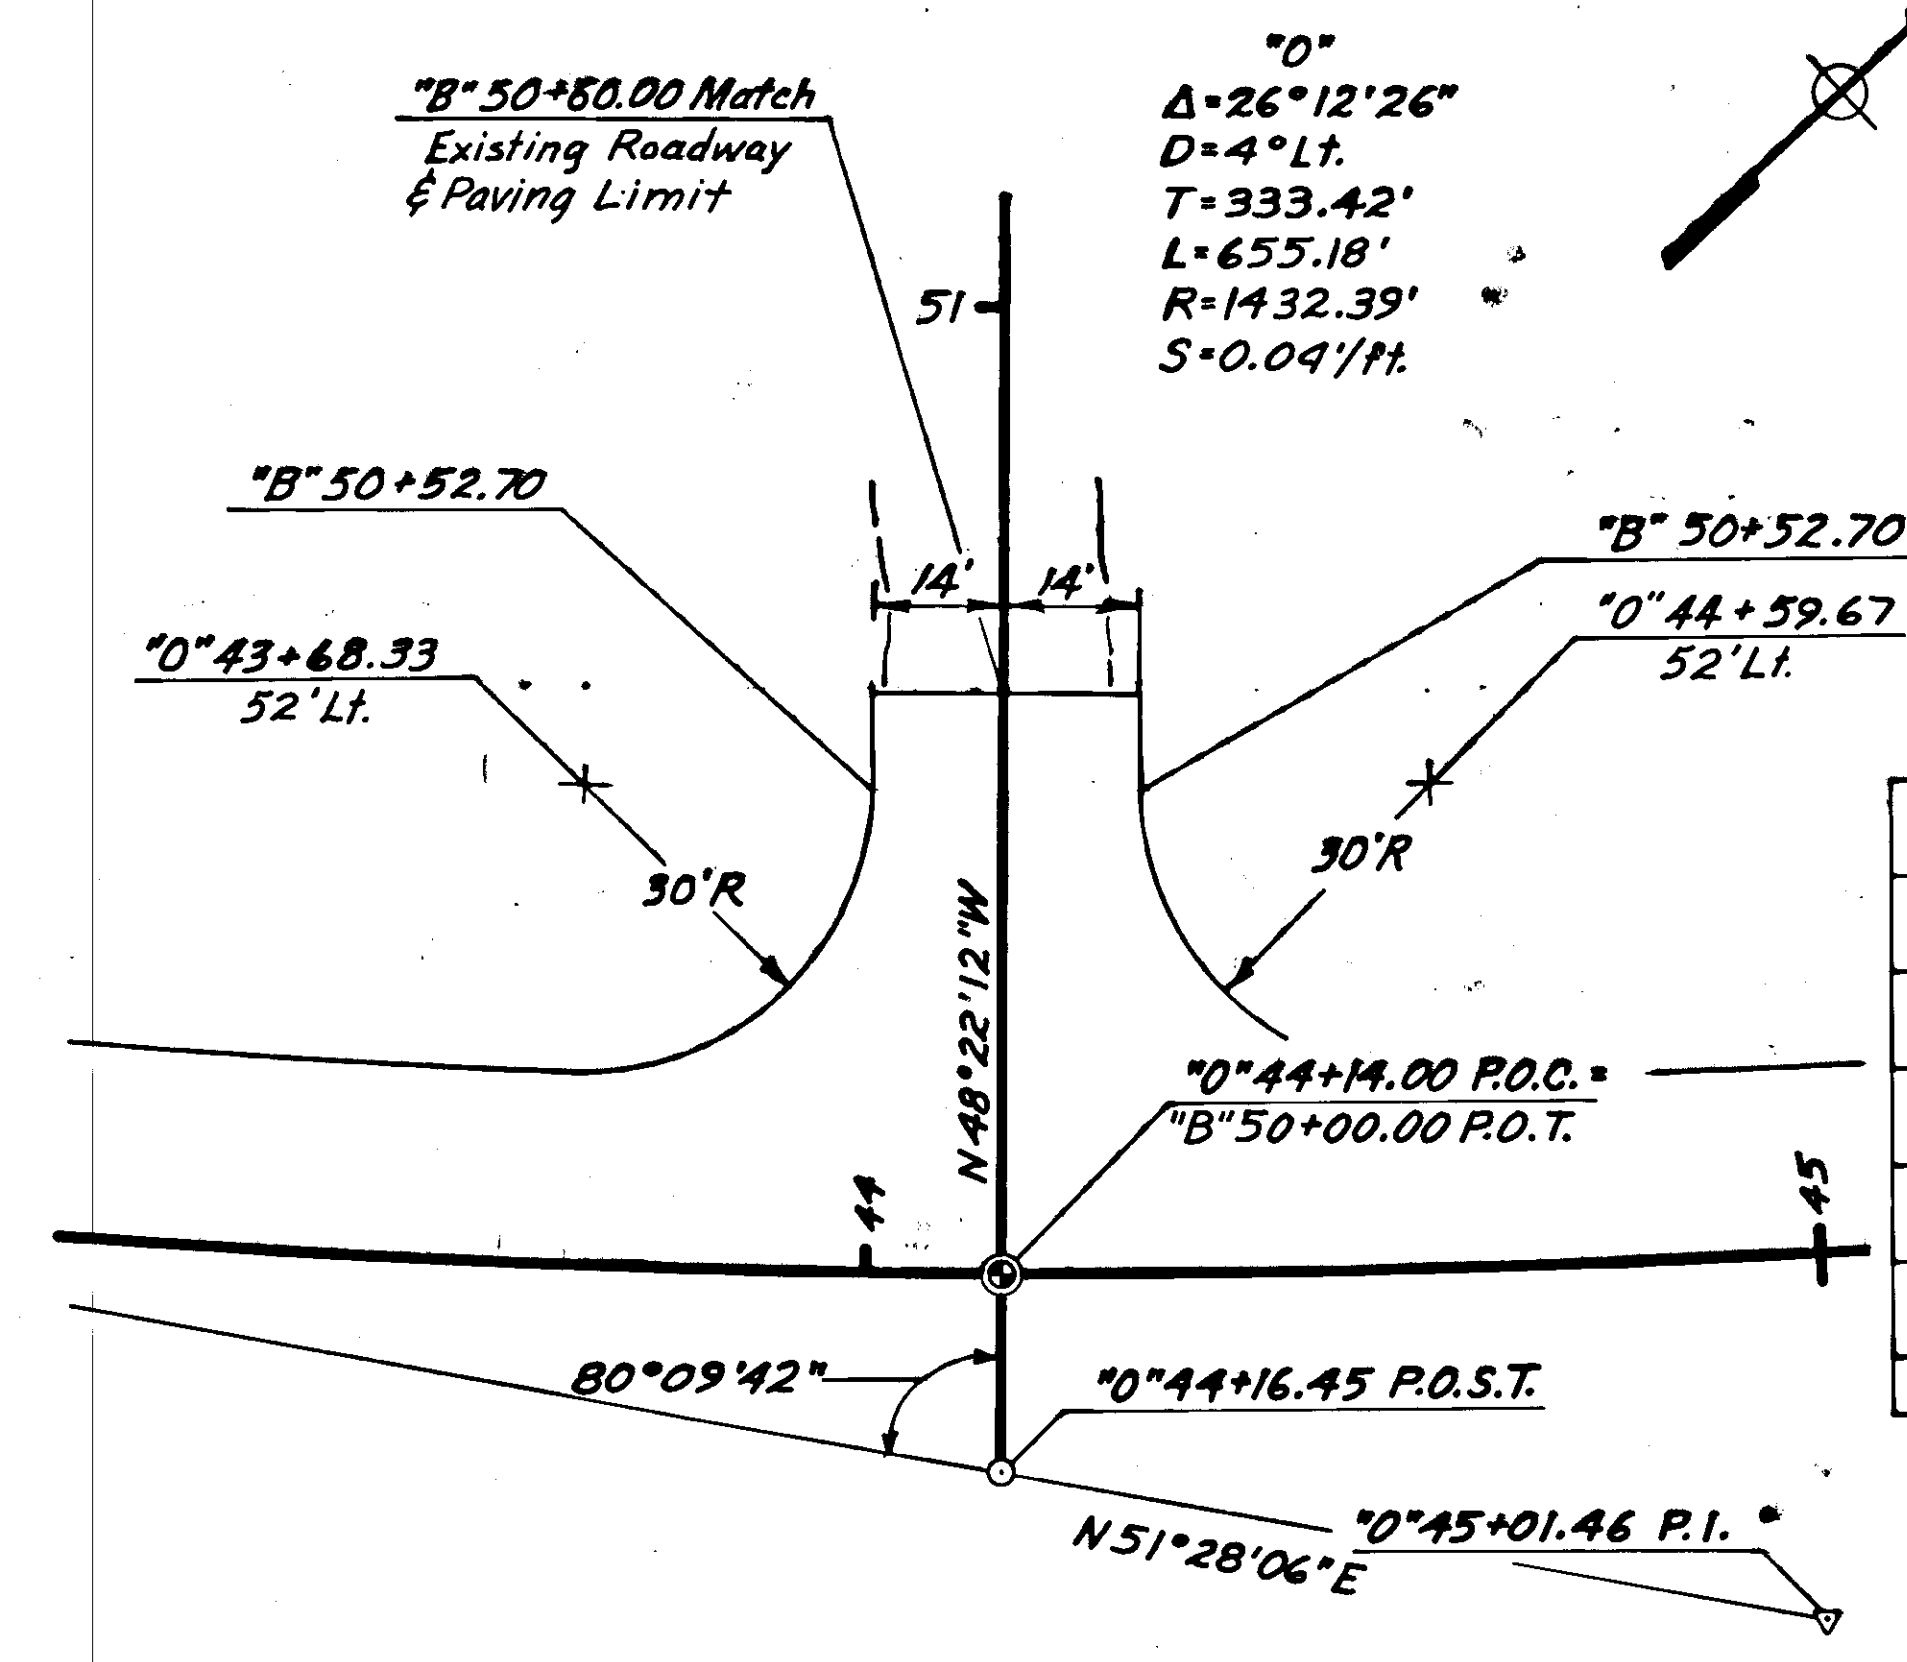 "B" 50+60.00 Match
Existing Roadway
& Paving Limit
"O"
Δ=26°12'26"
D=4° Lt.
T=333.42'
L=655.18'
R=1432.39'
S=0.04'/ft.
51
"B" 50+52.70
"B" 50+52.70
14' 14'
"O" 44+59.67
52' Lt.
"O" 43+68.33
52' Lt.
30'R
30'R
N 48°22'12"W
"O" 44+14.00 P.O.C.=
"B" 50+00.00 P.O.T.
44
45
80°09'42"
"O" 44+16.45 P.O.S.T.
N 51°28'06"E
"O" 45+01.46 P.I.